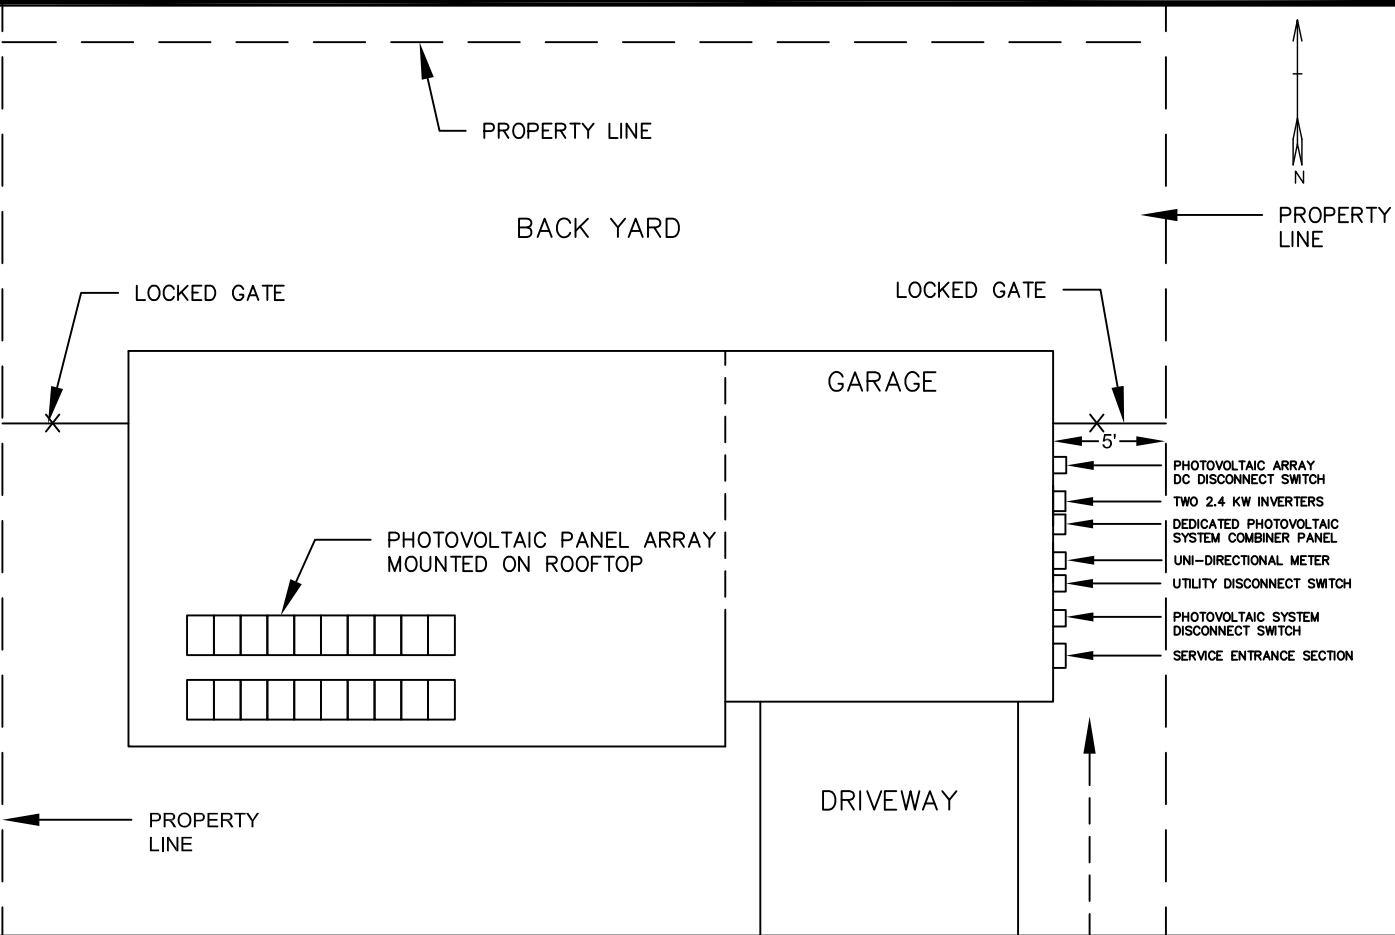 PROPERTY LINE
N
BACK YARD
PROPERTY
LINE
LOCKED GATE
LOCKED GATE
GARAGE
5'
PHOTOVOLTAIC ARRAY
DC DISCONNECT SWITCH
TWO 2.4 KW INVERTERS
DEDICATED PHOTOVOLTAIC
SYSTEM COMBINER PANEL
PHOTOVOLTAIC PANEL ARRAY
MOUNTED ON ROOFTOP
UNI-DIRECTIONAL METER
UTILITY DISCONNECT SWITCH
PHOTOVOLTAIC SYSTEM
DISCONNECT SWITCH
SERVICE ENTRANCE SECTION
DRIVEWAY
PROPERTY
LINE